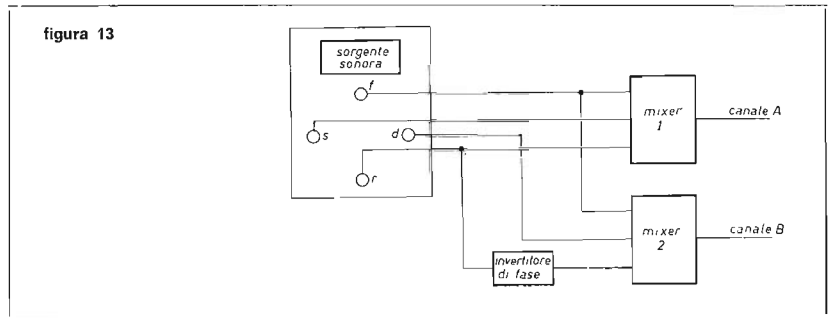 figura 13
sorgente
sonora
f
s
d
r
mixer
1
canale A
mixer
2
canale B
invertitore
di fase